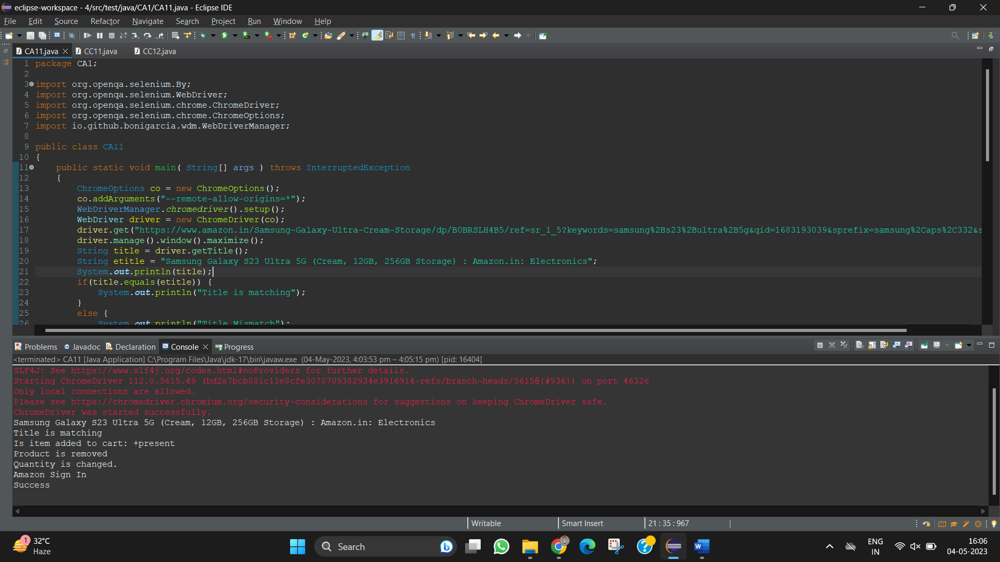 eclipse-workspace - 4/src/test/java/CA1/CA11.java - Eclipse IDE
File Edit Source Refactor Navigate Search Project Run Window Help
CA11.java CC11.java CC12.java
1 package CA1;
2
3 import org.openqa.selenium.By;
4 import org.openqa.selenium.WebDriver;
5 import org.openqa.selenium.chrome.ChromeDriver;
6 import org.openqa.selenium.chrome.ChromeOptions;
7 import io.github.bonigarcia.wdm.WebDriverManager;
8
9 public class CA11
10 {
11 public static void main( String[] args ) throws InterruptedException
12 {
13 ChromeOptions co = new ChromeOptions();
14 co.addArguments("--remote-allow-origins=*");
15 WebDriverManager.chromedriver().setup();
16 WebDriver driver = new ChromeDriver(co);
17 driver.get("https://www.amazon.in/Samsung-Galaxy-Ultra-Cream-Storage/dp/B0BRSLH4B5/ref=sr_1_5?keywords=samsung%2Bs23%2Bultra%2B5g&qid=1683193039&sprefix=samsung%2Caps%2C332&s
18 driver.manage().window().maximize();
19 String title = driver.getTitle();
20 String etitle = "Samsung Galaxy S23 Ultra 5G (Cream, 12GB, 256GB Storage) : Amazon.in: Electronics";
21 System.out.println(title);
22 if(title.equals(etitle)) {
23 System.out.println("Title is matching");
24 }
25 else {
26 System.out.println("Title Mismatch");
Problems Javadoc Declaration Console Progress
<terminated> CA11 [Java Application] C:\Program Files\Java\jdk-17\bin\javaw.exe (04-May-2023, 4:03:53 pm – 4:05:15 pm) [pid: 16404]
SLF4J: See https://www.slf4j.org/codes.html#noProviders for further details.
Starting ChromeDriver 112.0.5615.49 (bd2a7bcb881c11e8cfe3078709382934e3916914-refs/branch-heads/5615@{#936}) on port 46326
Only local connections are allowed.
Please see https://chromedriver.chromium.org/security-considerations for suggestions on keeping ChromeDriver safe.
ChromeDriver was started successfully.
Samsung Galaxy S23 Ultra 5G (Cream, 12GB, 256GB Storage) : Amazon.in: Electronics
Title is matching
Is item added to cart: +present
Product is removed
Quantity is changed.
Amazon Sign In
Success
Writable Smart Insert 21 : 35 : 967
1 32°C Haze
Search
ENG IN
16:06
04-05-2023